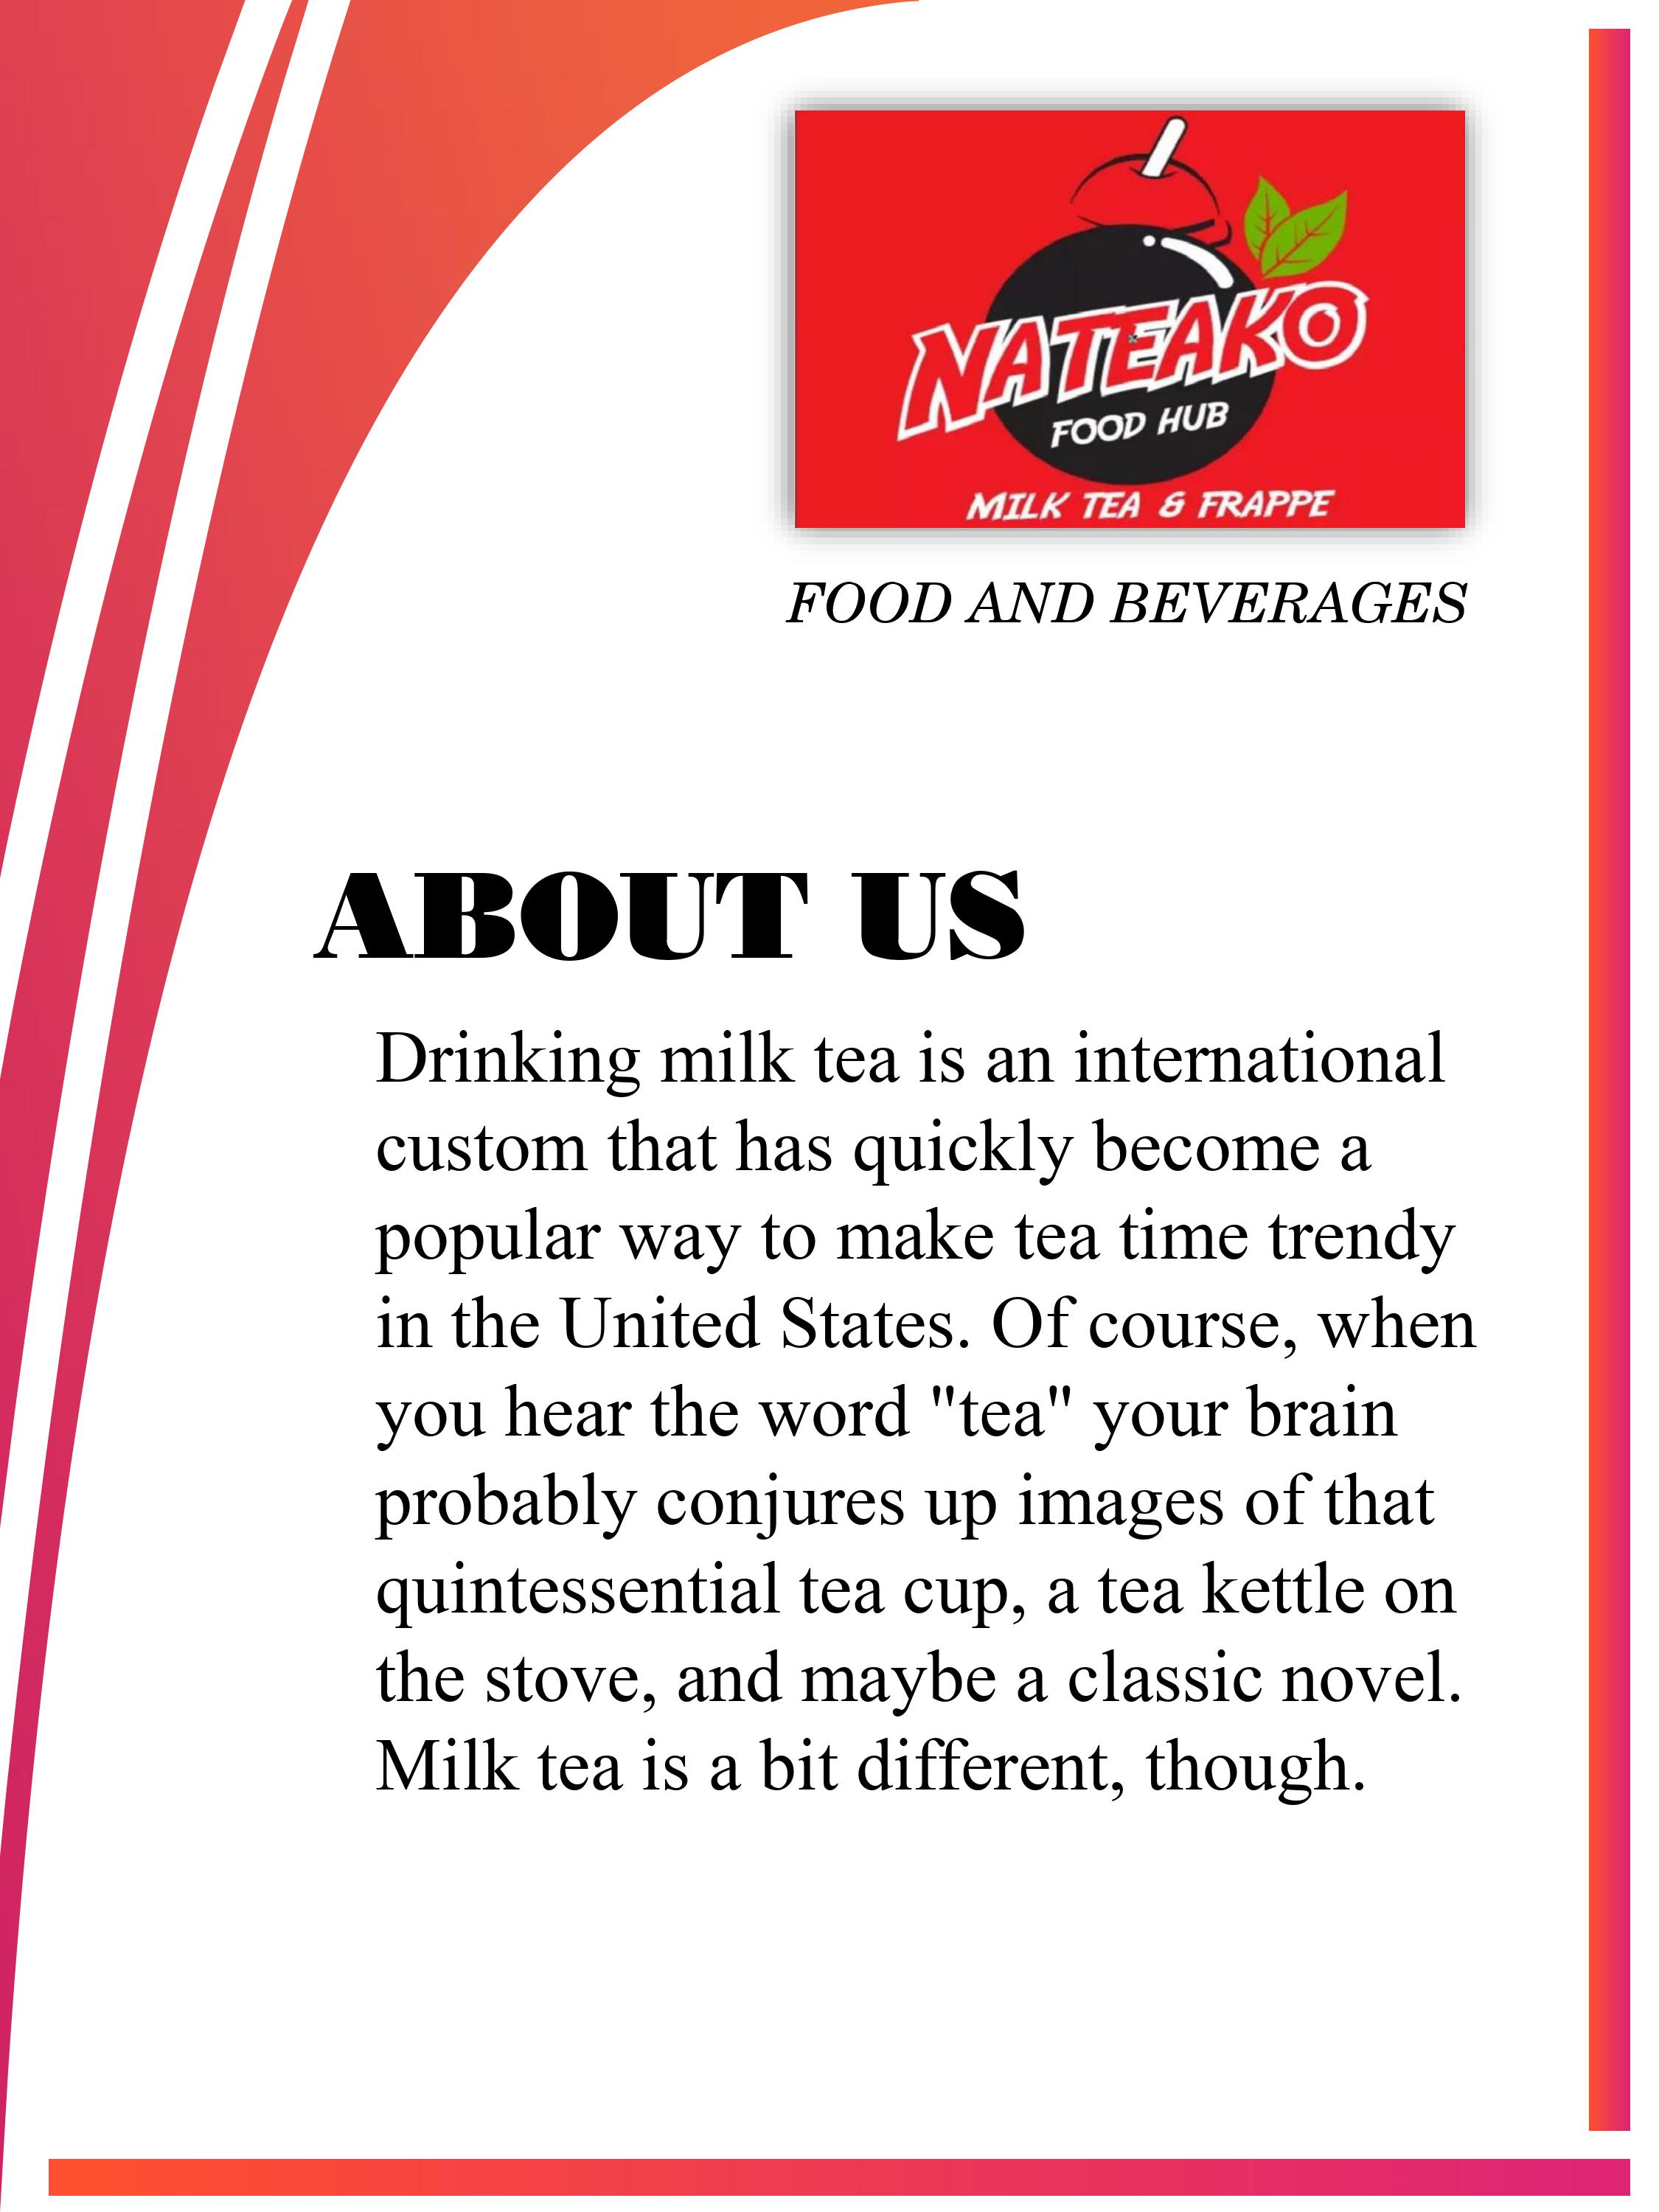 NATEAKO
FOOD HUB
MILK TEA & FRAPPE
FOOD AND BEVERAGES
ABOUT US
Drinking milk tea is an international
custom that has quickly become a
popular way to make tea time trendy
in the United States. Of course, when
you hear the word "tea" your brain
probably conjures up images of that
quintessential tea cup, a tea kettle on
the stove, and maybe a classic novel.
Milk tea is a bit different, though.